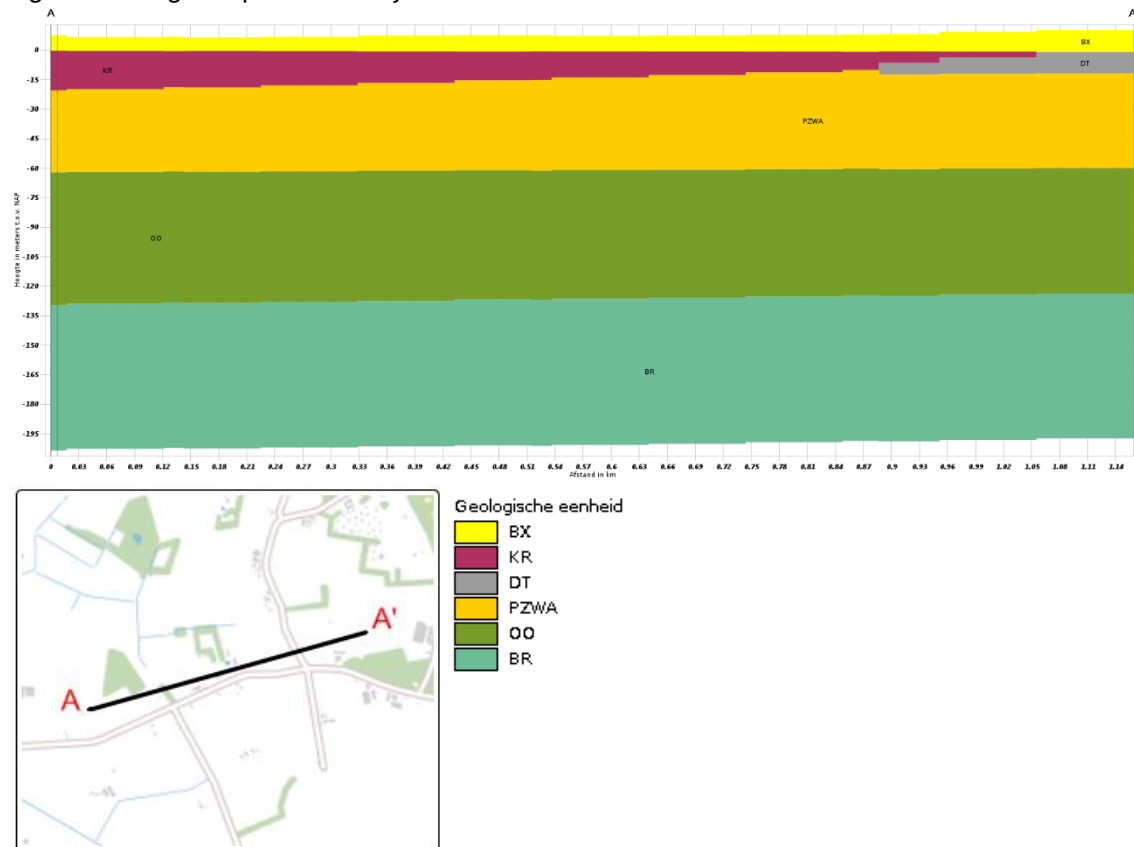 A A
BX
KR
DT
PZWA
OO
BR
Hoogte in meters t.o.v. NAP
0
-15
-30
-45
-60
-75
-90
-105
-120
-135
-150
-165
-180
-195
0 0.03 0.06 0.09 0.12 0.15 0.18 0.21 0.24 0.27 0.3 0.33 0.36 0.39 0.42 0.45 0.48 0.51 0.54 0.57 0.6 0.63 0.66 0.69 0.72 0.75 0.78 0.81 0.84 0.87 0.9 0.93 0.96 0.99 1.02 1.05 1.08 1.11 1.14
Afstand in km
A
A'
Geologische eenheid
BX
KR
DT
PZWA
OO
BR